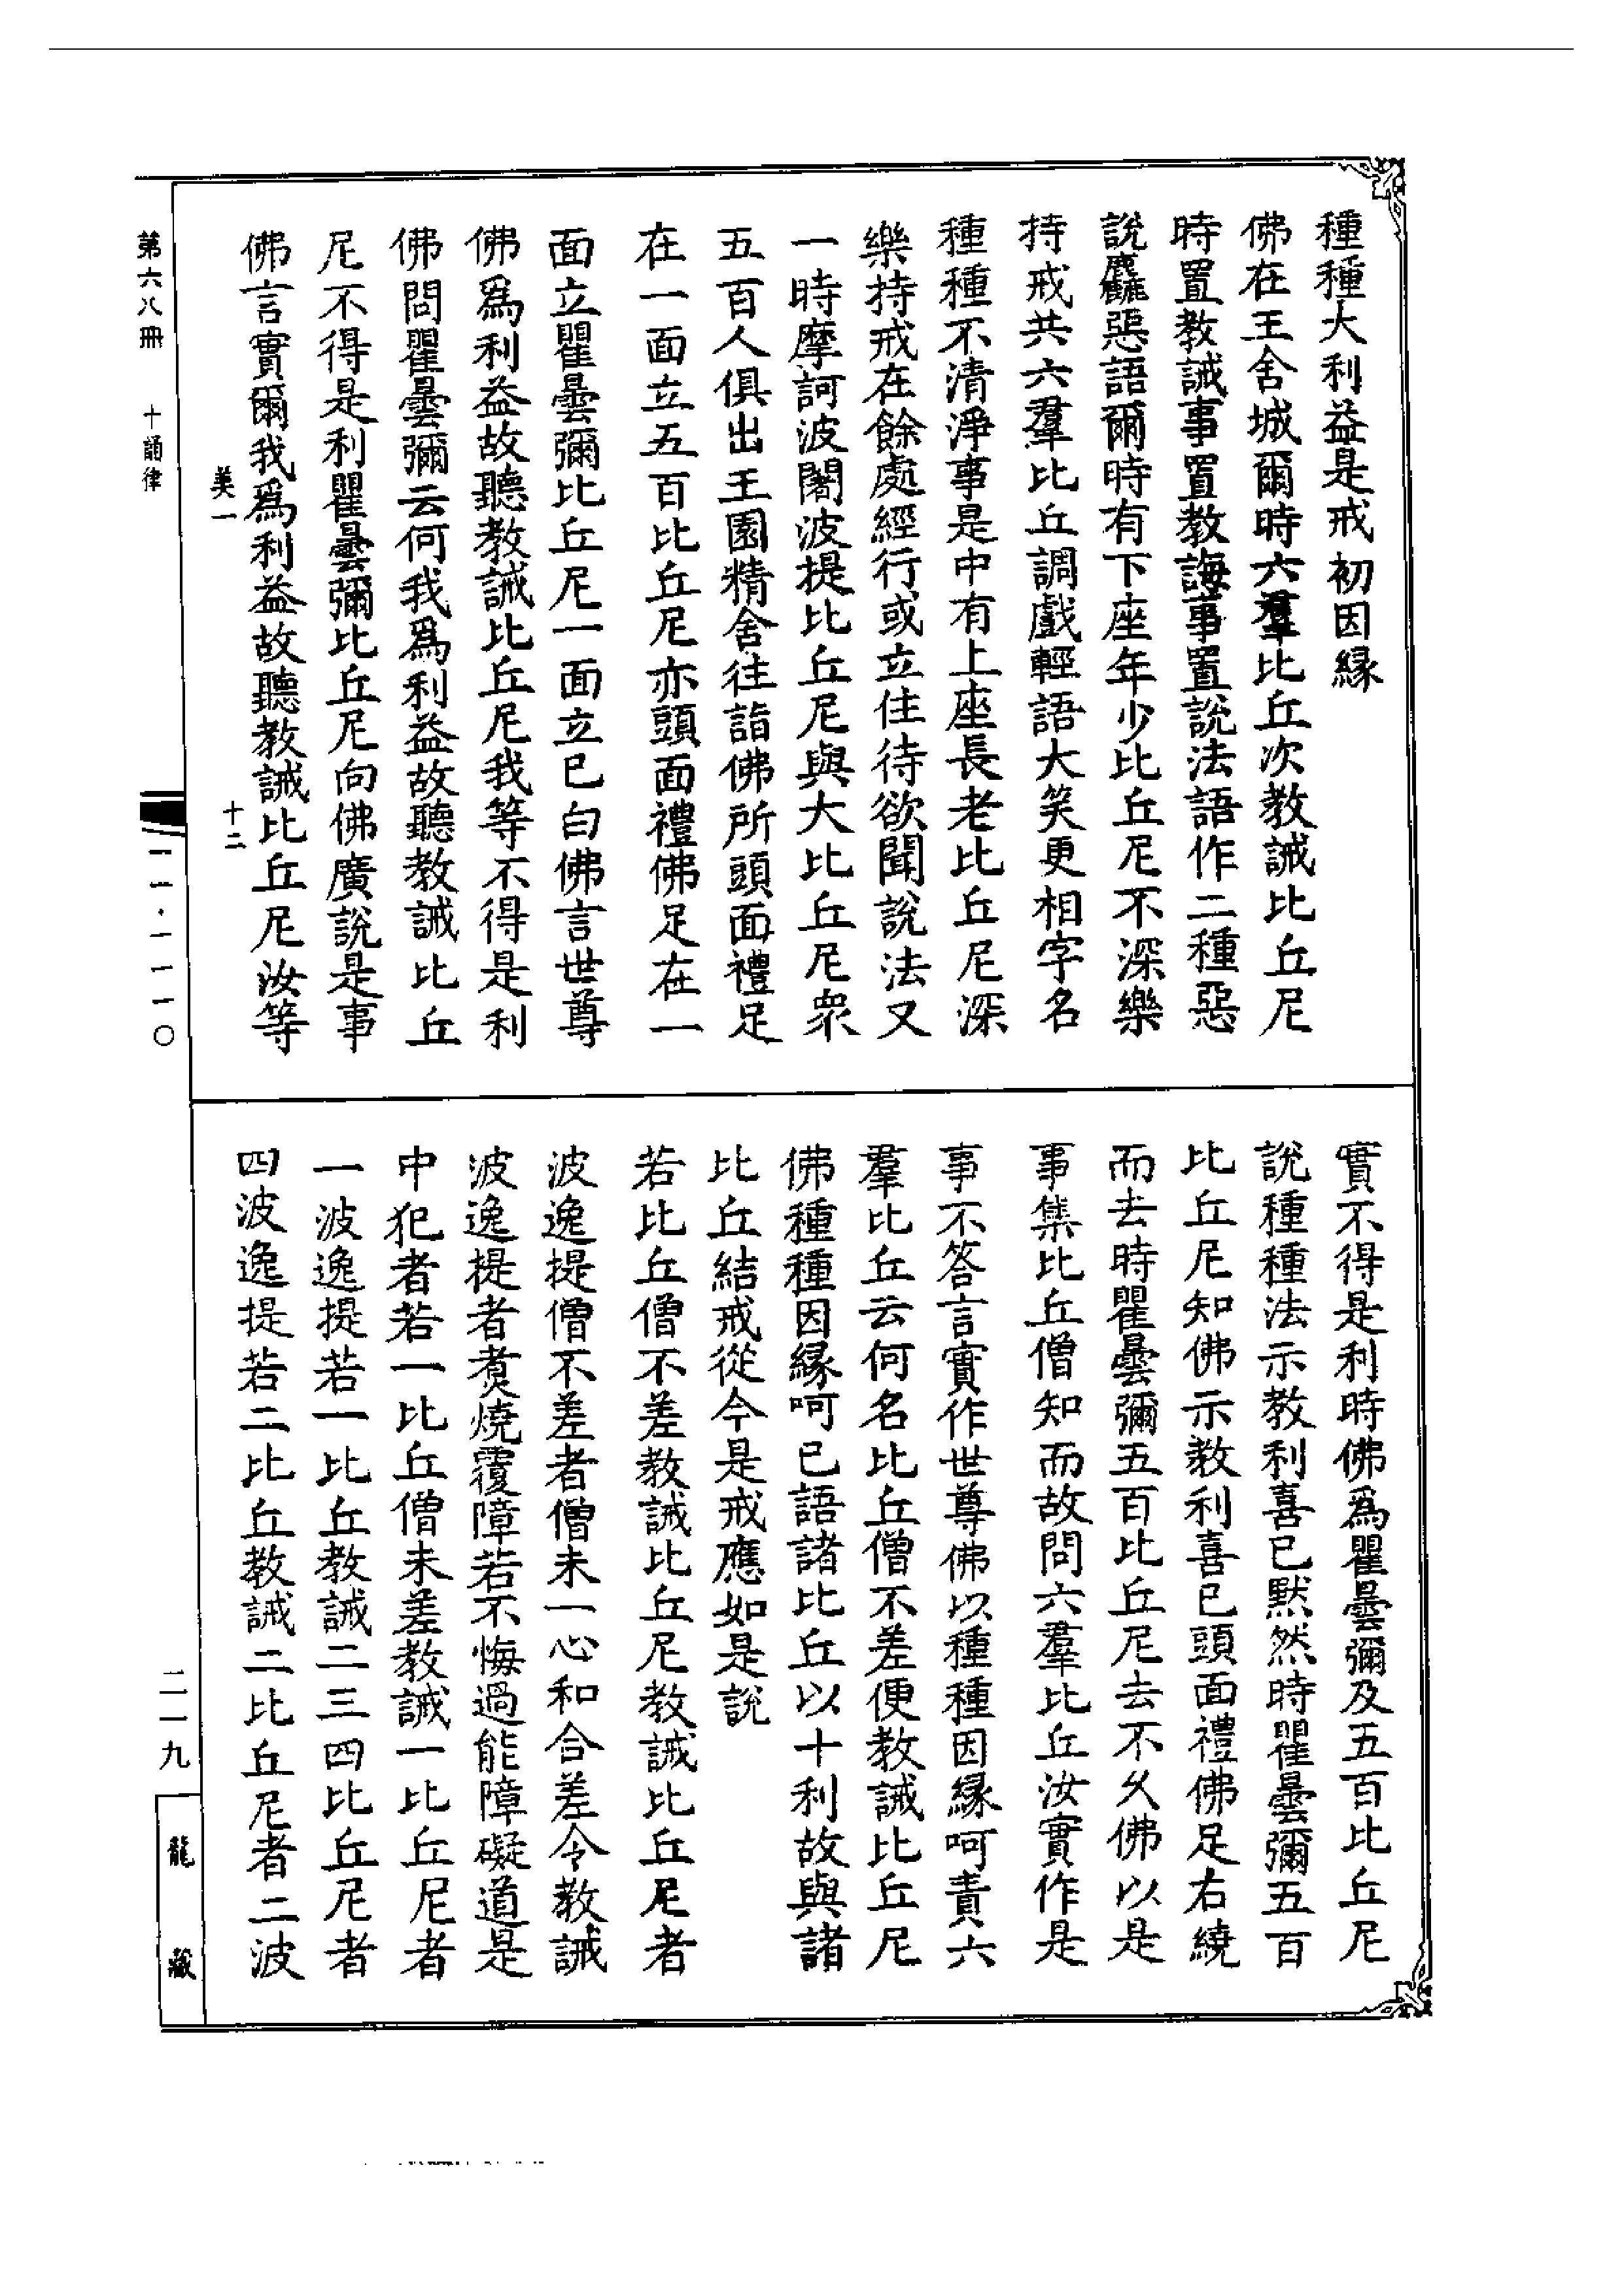 種種大利益是戒初因緣
佛在王舍城爾時六羣比丘次教誡比丘尼
時置教誡事置教誨事置說法語作二種惡
說麤惡語爾時有下座年少比丘尼不深樂
持戒共六羣比丘調戲輕語大笑更相字名
種種不清淨事是中有上座長老比丘尼深
樂持戒在餘處經行或立住待欲聞說法又
一時摩訶波闍波提比丘尼與大比丘尼眾
五百人俱出王園精舍往詣佛所頭面禮足
在一面立五百比丘尼亦頭面禮佛足在一
面立瞿曇彌比丘尼一面立已白佛言世尊
佛爲利益故聽教誡比丘尼我等不得是利
佛問瞿曇彌云何我爲利益故聽教誡比丘
尼不得是利瞿曇彌比丘尼向佛廣說是事
佛言實爾我爲利益故聽教誡比丘尼汝等
實不得是利時佛爲瞿曇彌及五百比丘尼
說種種法示教利喜已默然時瞿曇彌五百
比丘尼知佛示教利喜已頭面禮佛足右繞
而去時瞿曇彌五百比丘尼去不久佛以是
事集比丘僧知而故問六羣比丘汝實作是
事不答言實作世尊佛以種種因緣呵責六
羣比丘云何名比丘僧不差便教誡比丘尼
佛種種因緣呵已語諸比丘以十利故與諸
比丘結戒從今是戒應如是說
若比丘僧不差教誡比丘尼教誡比丘尼者
波逸提僧不差者僧未一心和合差令教誡
波逸提者煑燒覆障若不悔過能障礙道是
中犯者若一比丘僧未差教誡一比丘尼者
一波逸提若一比丘教誡二三四比丘尼者
四波逸提若二比丘教誡二比丘尼者二波
美一 十二
第六八冊 十誦律 一一·一一一〇 二一九 龍藏